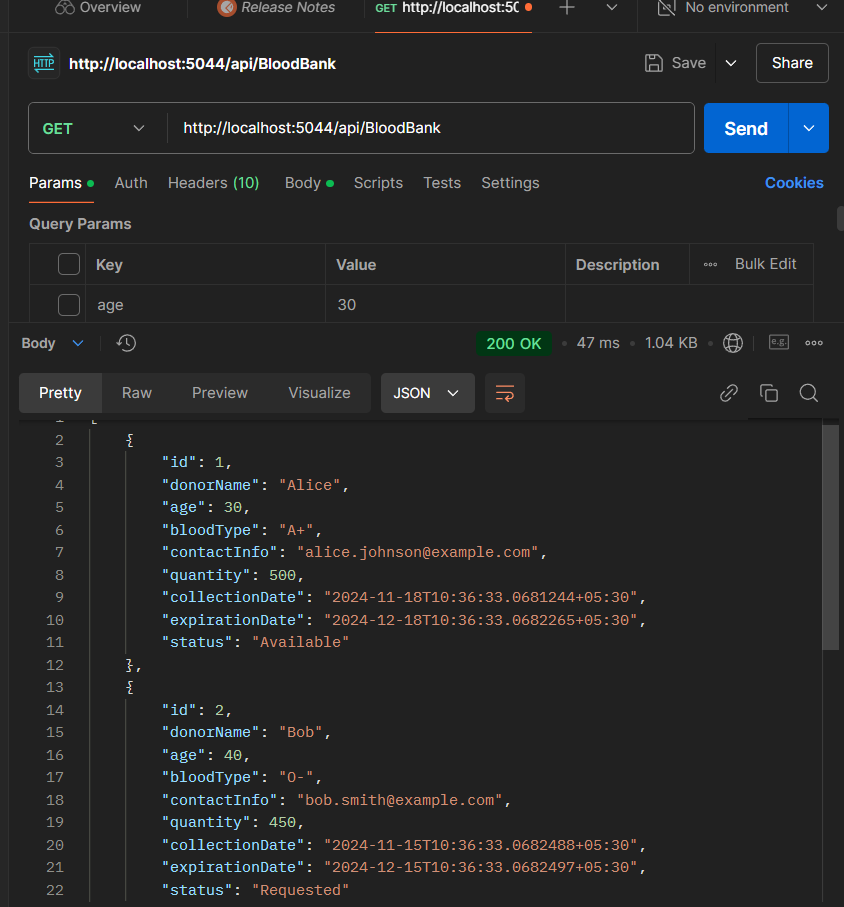 Overview Release Notes GET http://localhost:50 No environment
HTTP http://localhost:5044/api/BloodBank Save Share
GET http://localhost:5044/api/BloodBank Send
Params Auth Headers (10) Body Scripts Tests Settings Cookies
Query Params
Key Value Description Bulk Edit
age 30
Body 200 OK 47 ms 1.04 KB e.g.
Pretty Raw Preview Visualize JSON
1 [
2 {
3 "id": 1,
4 "donorName": "Alice",
5 "age": 30,
6 "bloodType": "A+",
7 "contactInfo": "alice.johnson@example.com",
8 "quantity": 500,
9 "collectionDate": "2024-11-18T10:36:33.0681244+05:30",
10 "expirationDate": "2024-12-18T10:36:33.0682265+05:30",
11 "status": "Available"
12 },
13 {
14 "id": 2,
15 "donorName": "Bob",
16 "age": 40,
17 "bloodType": "O-",
18 "contactInfo": "bob.smith@example.com",
19 "quantity": 450,
20 "collectionDate": "2024-11-15T10:36:33.0682488+05:30",
21 "expirationDate": "2024-12-15T10:36:33.0682497+05:30",
22 "status": "Requested"